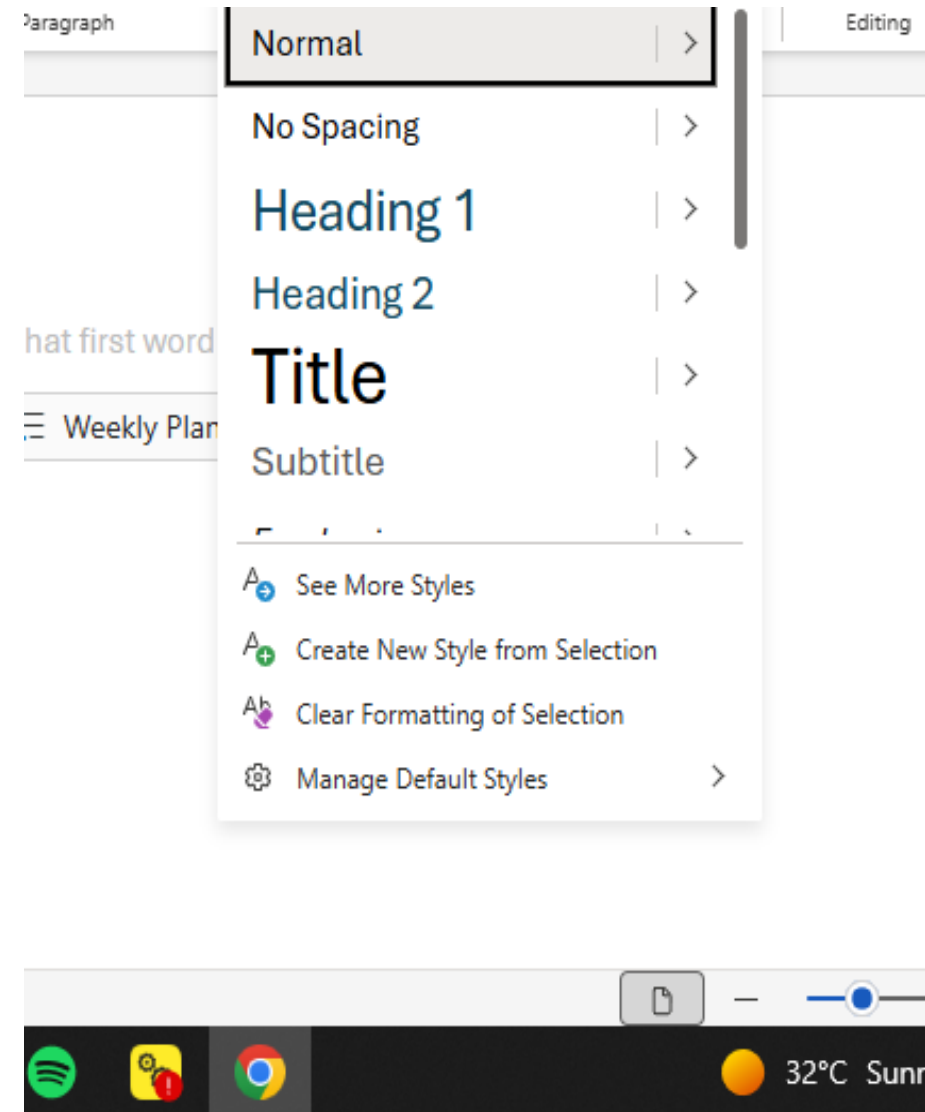 Paragraph
Editing
Normal
No Spacing
Heading 1
Heading 2
hat first word
Title
Weekly Plan
Subtitle
See More Styles
Create New Style from Selection
Clear Formatting of Selection
Manage Default Styles
32°C Sunn